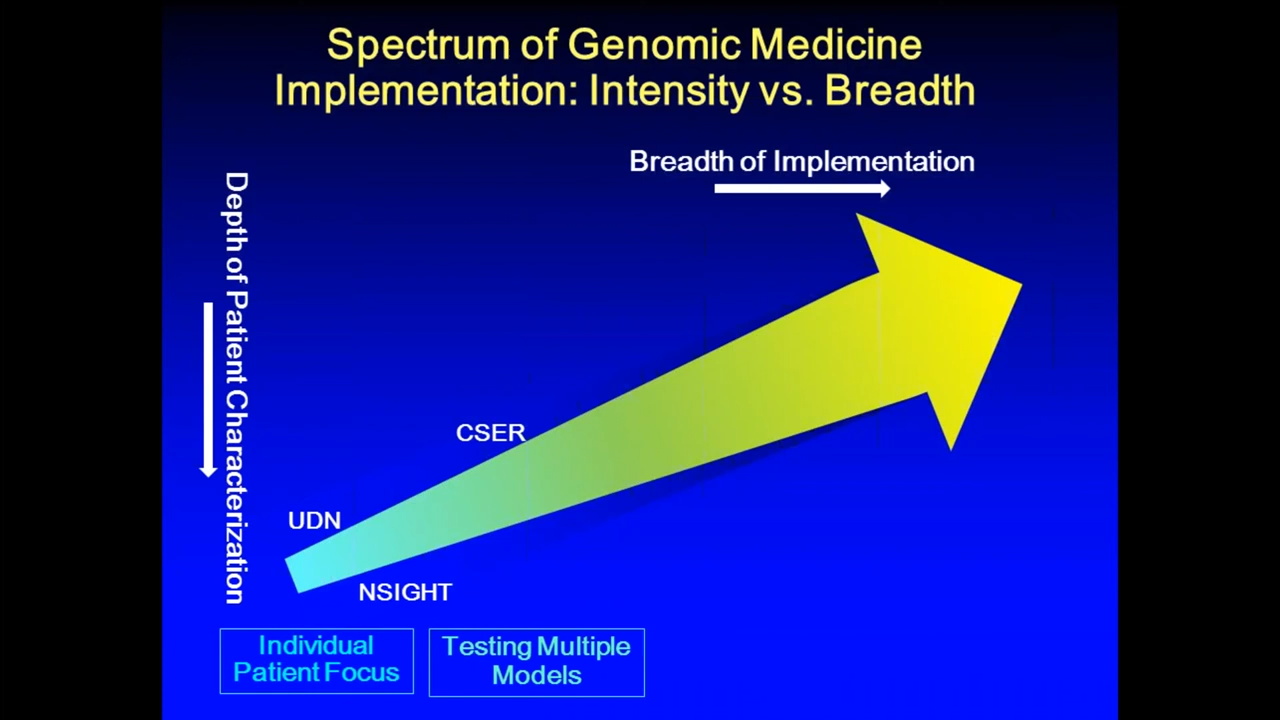 Spectrum of Genomic Medicine
Implementation: Intensity vs. Breadth
Breadth of Implementation
Depth of Patient Characterization
CSER
UDN
NSIGHT
Individual
Patient Focus
Testing Multiple
Models